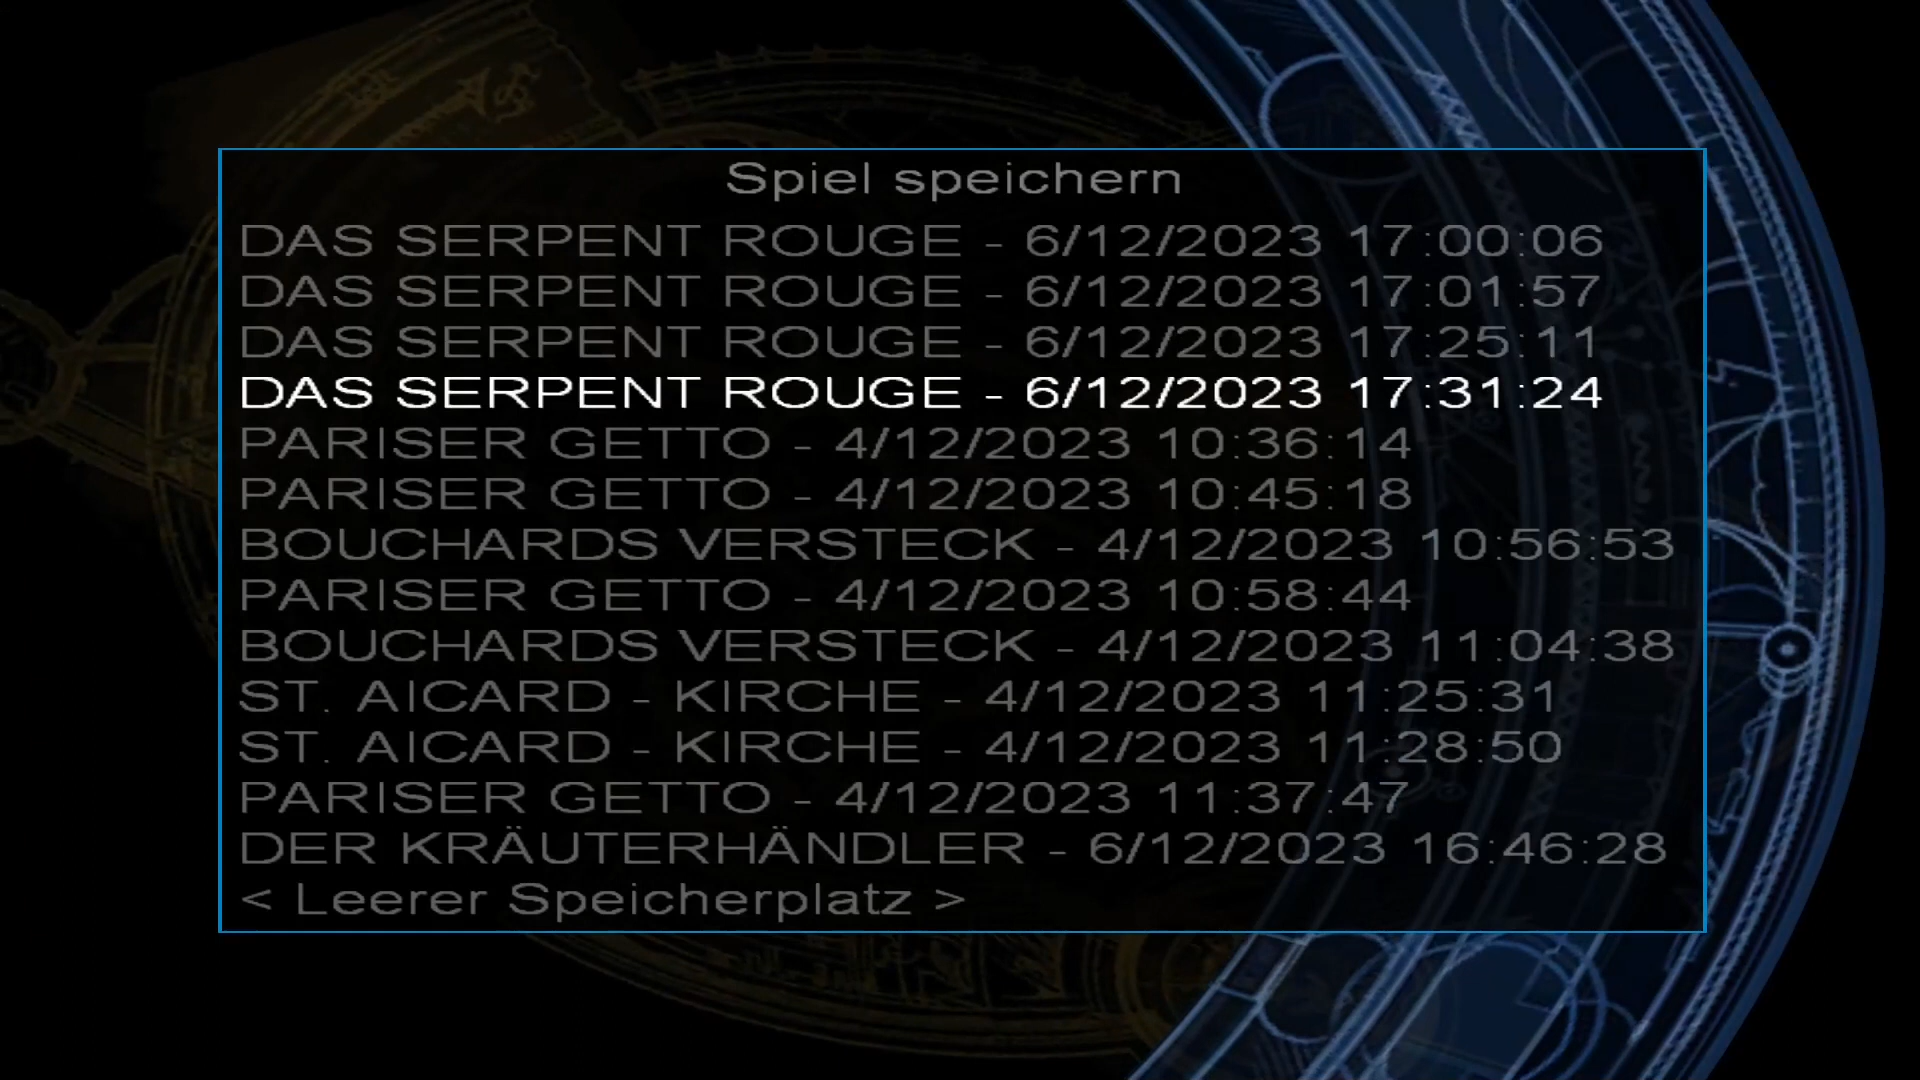 Spiel speichern
DAS SERPENT ROUGE - 6/12/2023 17:00:06
DAS SERPENT ROUGE - 6/12/2023 17:01:57
DAS SERPENT ROUGE - 6/12/2023 17:25:11
DAS SERPENT ROUGE - 6/12/2023 17:31:24
PARISER GETTO - 4/12/2023 10:36:14
PARISER GETTO - 4/12/2023 10:45:18
BOUCHARDS VERSTECK - 4/12/2023 10:56:53
PARISER GETTO - 4/12/2023 10:58:44
BOUCHARDS VERSTECK - 4/12/2023 11:04:38
ST. AICARD - KIRCHE - 4/12/2023 11:25:31
ST. AICARD - KIRCHE - 4/12/2023 11:28:50
PARISER GETTO - 4/12/2023 11:37:47
DER KRÄUTERHÄNDLER - 6/12/2023 16:46:28
< Leerer Speicherplatz >